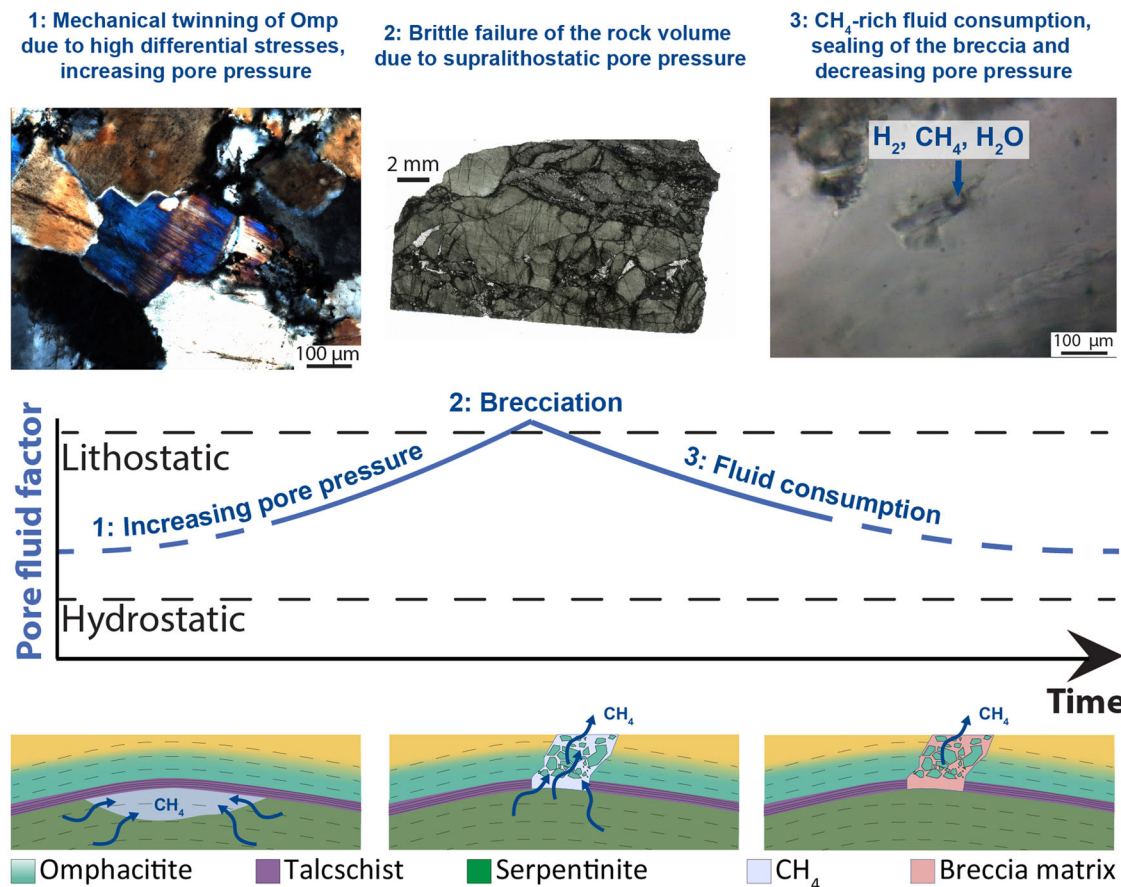 1: Mechanical twinning of Omp
due to high differential stresses,
increasing pore pressure
2: Brittle failure of the rock volume
due to supralithostatic pore pressure
3: CH₄-rich fluid consumption,
sealing of the breccia and
decreasing pore pressure
100 µm
2 mm
H₂, CH₄, H₂O
100 µm
Pore fluid factor
2: Brecciation
Lithostatic
1: Increasing pore pressure
3: Fluid consumption
Hydrostatic
Time
CH₄
CH₄
CH₄
Omphacitite
Talcschist
Serpentinite
CH₄
Breccia matrix